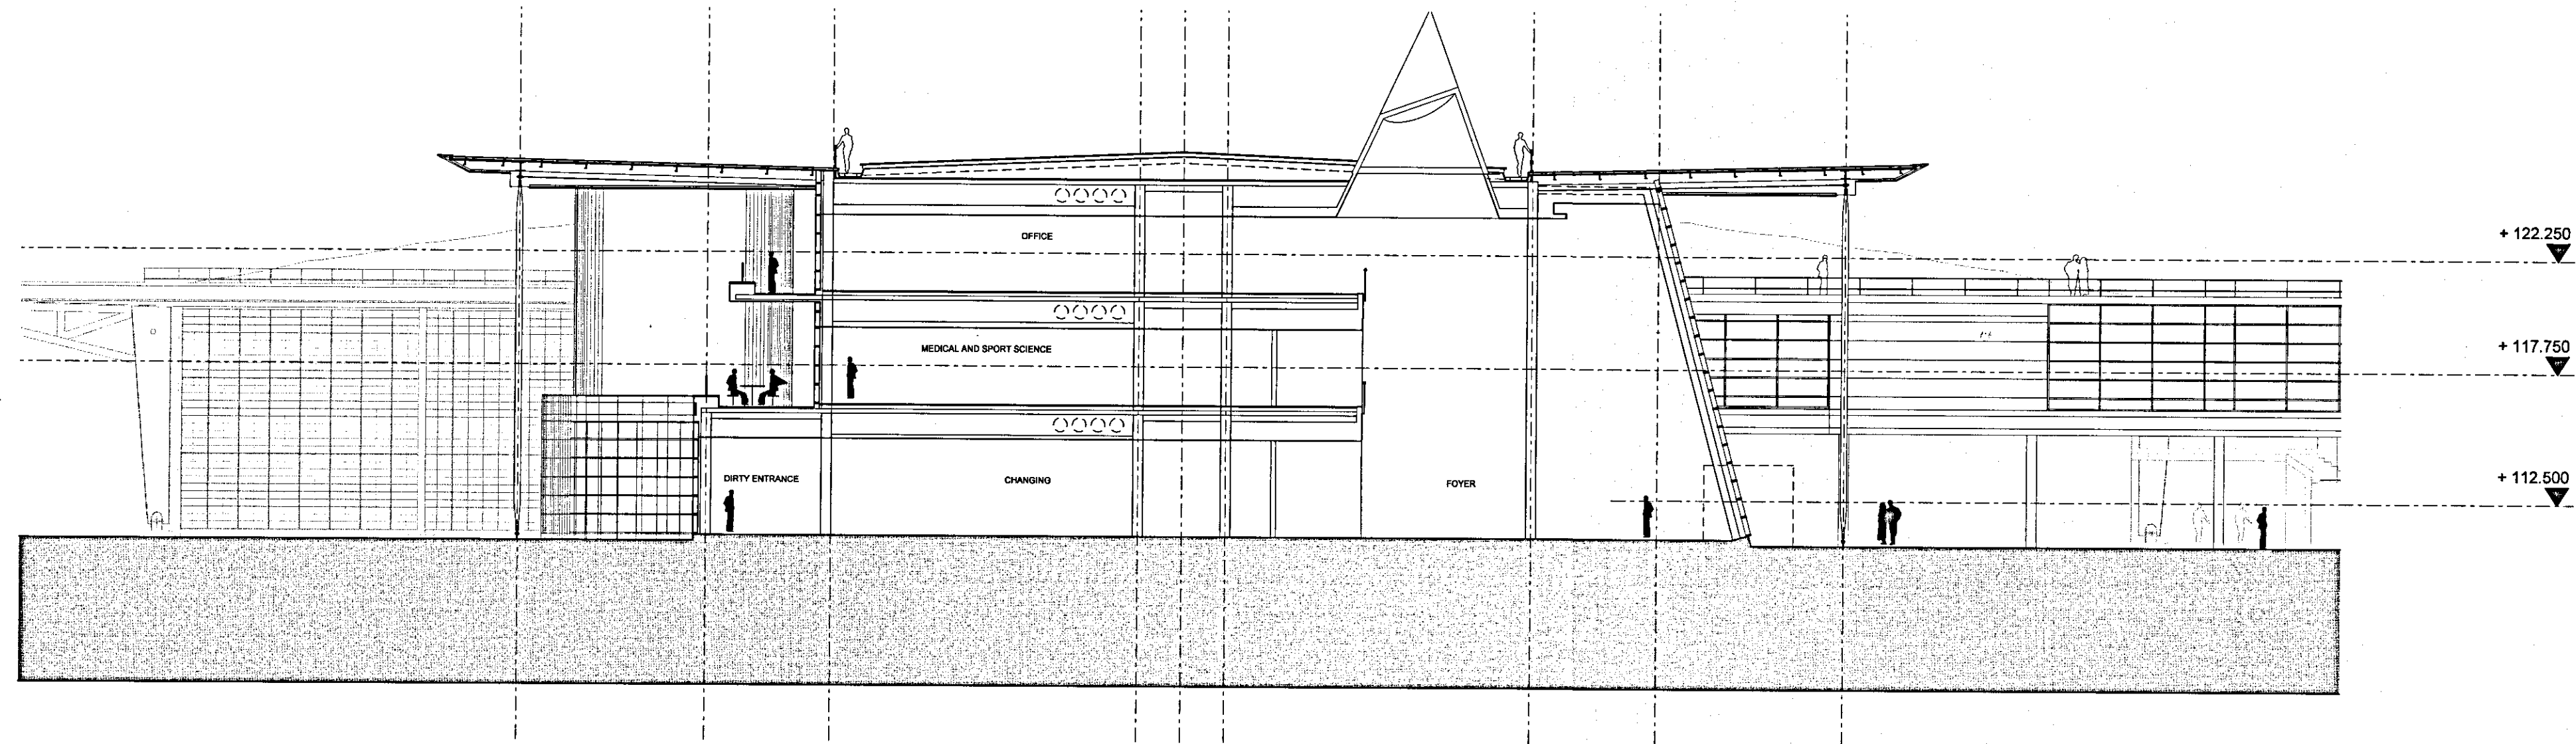 + 122.250
OFFICE
+ 117.750
MEDICAL AND SPORT SCIENCE
+ 112.500
DIRTY ENTRANCE
CHANGING
FOYER